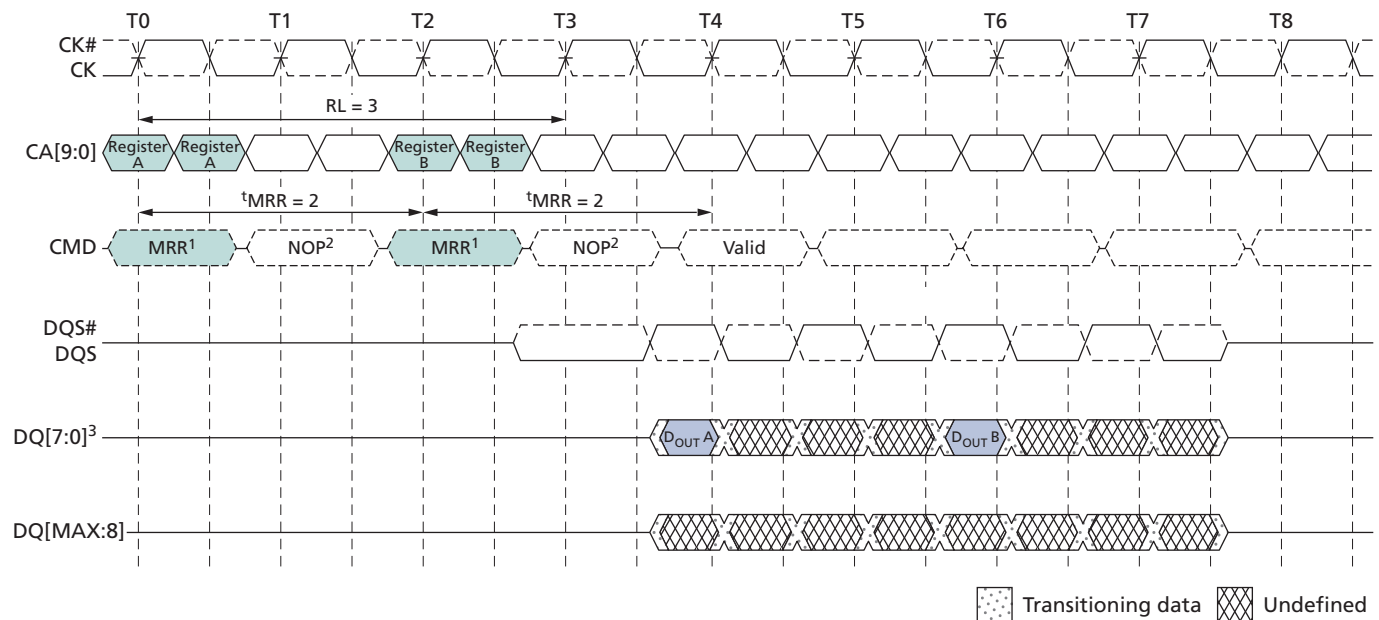 T0 T1 T2 T3 T4 T5 T6 T7 T8
CK#
CK
RL = 3
CA[9:0]
Register A
Register A
Register B
Register B
tMRR = 2
tMRR = 2
CMD
MRR1
NOP2
MRR1
NOP2
Valid
DQS#
DQS
DQ[7:0]3
DOUT A
DOUT B
DQ[MAX:8]
Transitioning data
Undefined